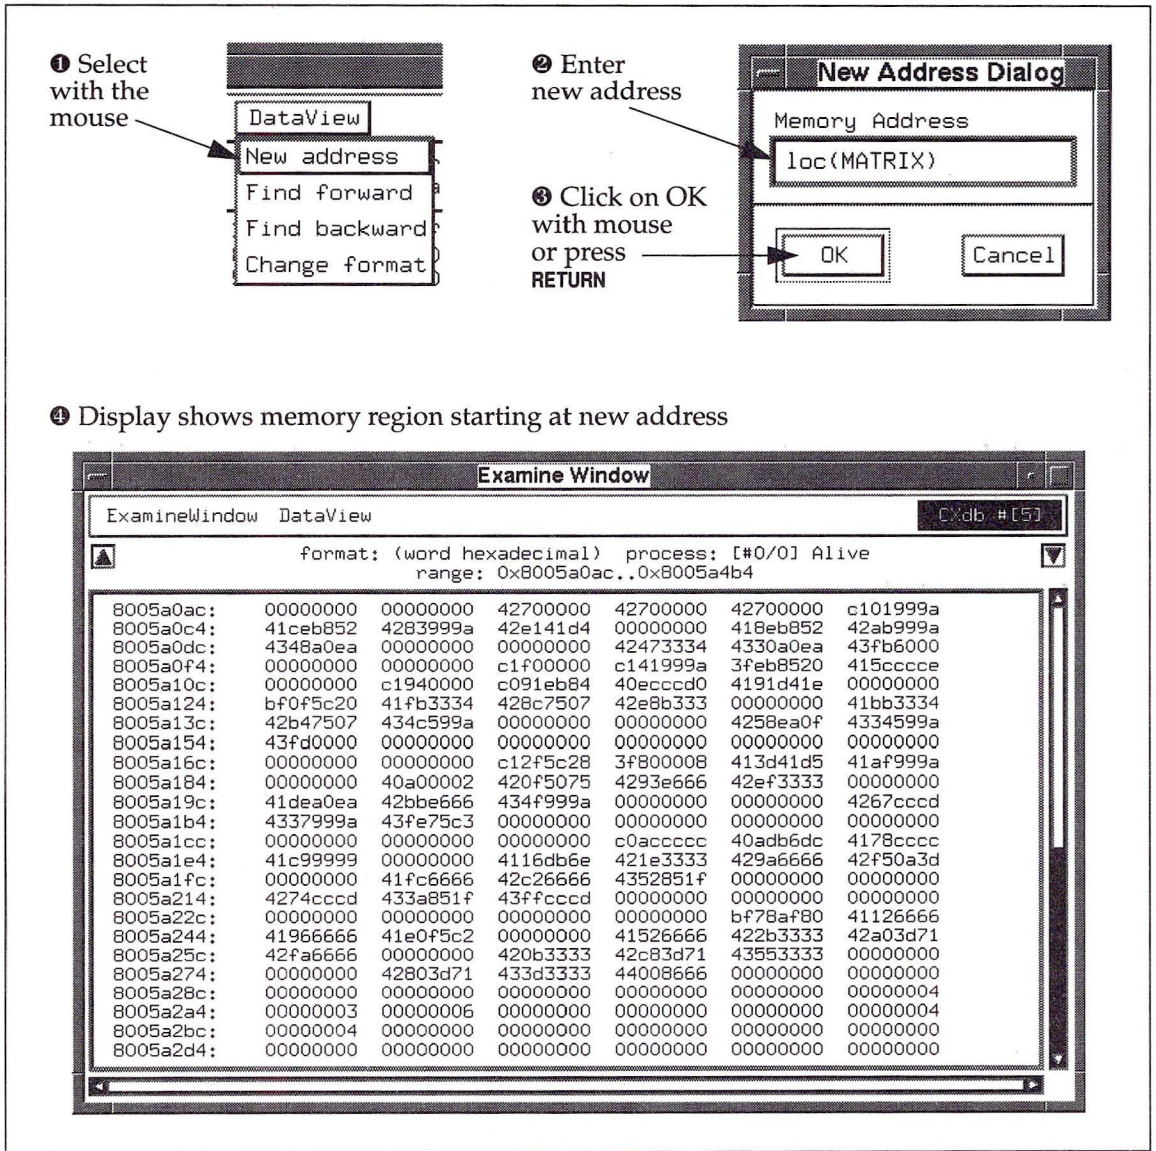 ❶ Select
with the
mouse
DataView
New address
Find forward
Find backward
Change format
❷ Enter
new address
❸ Click on OK
with mouse
or press
RETURN
New Address Dialog
Memory Address
loc(MATRIX)
OK
Cancel
❹ Display shows memory region starting at new address
Examine Window
ExamineWindow DataView
CXdb #[5]
format: (word hexadecimal) process: [#0/0] Alive
range: 0x8005a0ac..0x8005a4b4
8005a0ac: 00000000 00000000 42700000 42700000 42700000 c101999a
8005a0c4: 41ceb852 4283999a 42e141d4 00000000 418eb852 42ab999a
8005a0dc: 4348a0ea 00000000 00000000 42473334 4330a0ea 43fb6000
8005a0f4: 00000000 00000000 c1f00000 c141999a 3feb8520 415cccce
8005a10c: 00000000 c1940000 c091eb84 40ecccd0 4191d41e 00000000
8005a124: bf0f5c20 41fb3334 428c7507 42e8b333 00000000 41bb3334
8005a13c: 42b47507 434c599a 00000000 00000000 4258ea0f 4334599a
8005a154: 43fd0000 00000000 00000000 00000000 00000000 00000000
8005a16c: 00000000 00000000 c12f5c28 3f800008 413d41d5 41af999a
8005a184: 00000000 40a00002 420f5075 4293e666 42ef3333 00000000
8005a19c: 41dea0ea 42bbe666 434f999a 00000000 00000000 4267cccd
8005a1b4: 4337999a 43fe75c3 00000000 00000000 00000000 00000000
8005a1cc: 00000000 00000000 00000000 c0accccc 40adb6dc 4178cccc
8005a1e4: 41c99999 00000000 4116db6e 421e3333 429a6666 42f50a3d
8005a1fc: 00000000 41fc6666 42c26666 4352851f 00000000 00000000
8005a214: 4274cccd 433a851f 43ffcccd 00000000 00000000 00000000
8005a22c: 00000000 00000000 00000000 00000000 bf78af80 41126666
8005a244: 41966666 41e0f5c2 00000000 41526666 422b3333 42a03d71
8005a25c: 42fa6666 00000000 420b3333 42c83d71 43553333 00000000
8005a274: 00000000 42803d71 433d3333 44008666 00000000 00000000
8005a28c: 00000000 00000000 00000000 00000000 00000000 00000004
8005a2a4: 00000003 00000006 00000000 00000000 00000000 00000004
8005a2bc: 00000004 00000000 00000000 00000000 00000000 00000000
8005a2d4: 00000000 00000000 00000000 00000000 00000000 00000000